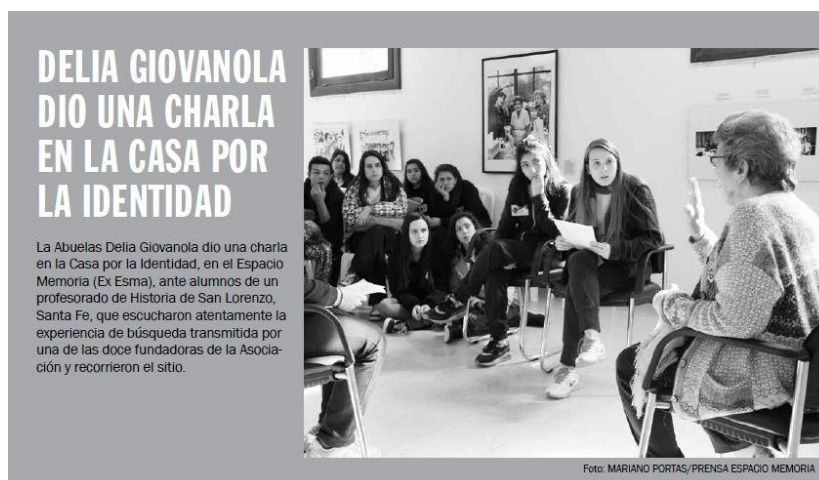 DELIA GIOVANOLA
DIO UNA CHARLA
EN LA CASA POR
LA IDENTIDAD
La Abuelas Delia Giovanola dio una charla
en la Casa por la Identidad, en el Espacio
Memoria (Ex Esma), ante alumnos de un
profesorado de Historia de San Lorenzo,
Santa Fe, que escucharon atentamente la
experiencia de búsqueda transmitida por
una de las doce fundadoras de la Asocia-
ción y recorrieron el sitio.
Foto: MARIANO PORTAS/PRENSA ESPACIO MEMORIA